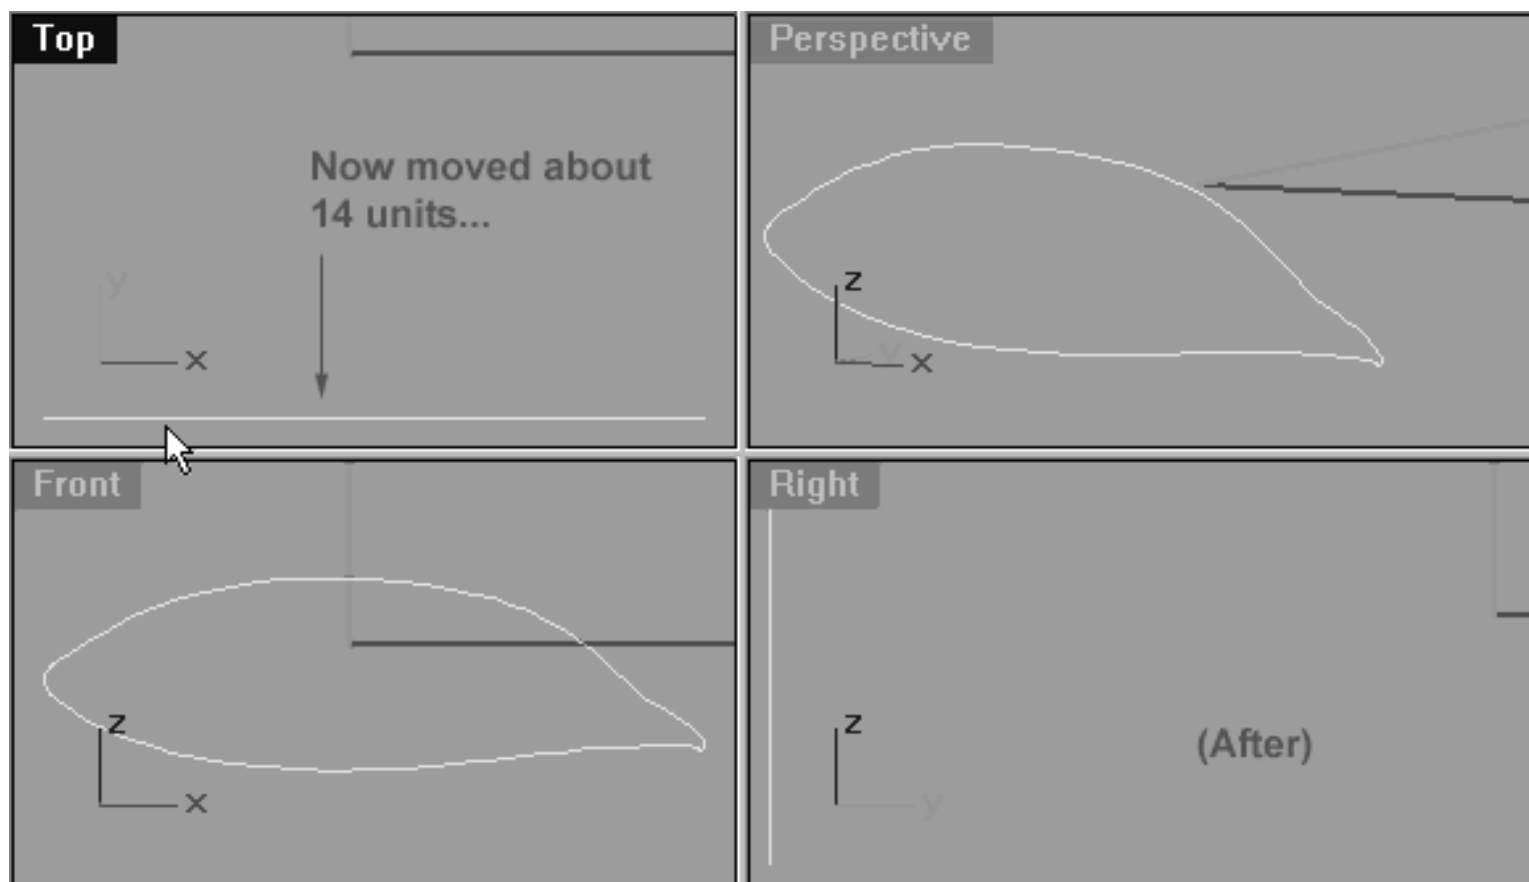 Top
Now moved about
14 units...
y
x
Perspective
z
y
x
Front
z
x
Right
z
y
(After)